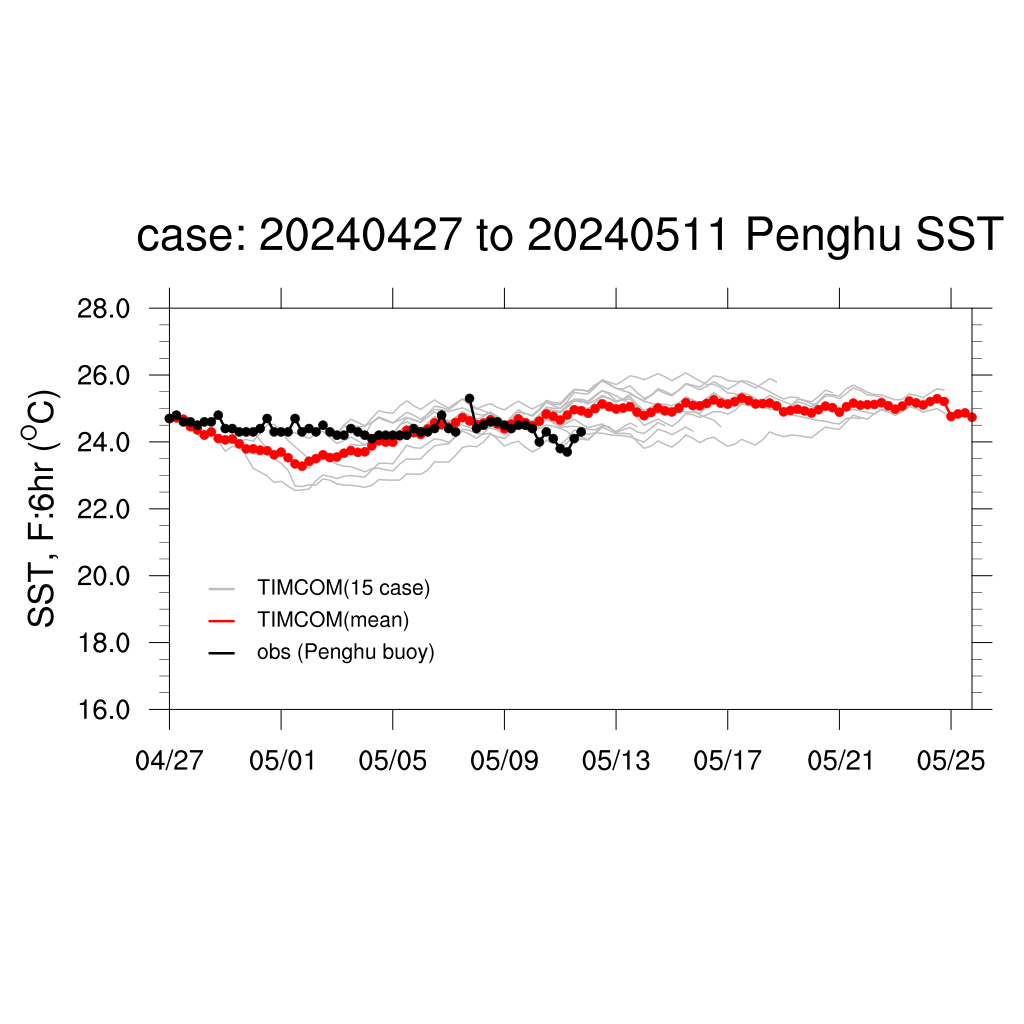 case: 20240427 to 20240511 Penghu SST
28.0
26.0
24.0
22.0
20.0
18.0
16.0
SST, F:6hr (°C)
TIMCOM(15 case)
TIMCOM(mean)
obs (Penghu buoy)
04/27 05/01 05/05 05/09 05/13 05/17 05/21 05/25